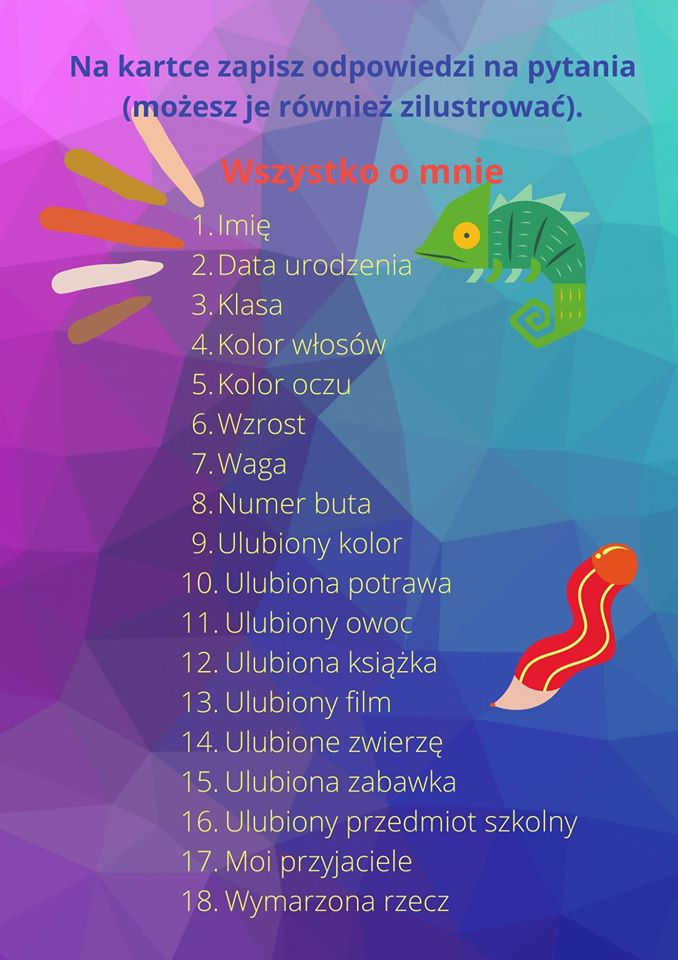 Na kartce zapisz odpowiedzi na pytania
(możesz je również zilustrować).
Wszystko o mnie
1. Imię
2. Data urodzenia
3. Klasa
4. Kolor włosów
5. Kolor oczu
6. Wzrost
7. Waga
8. Numer buta
9. Ulubiony kolor
10. Ulubiona potrawa
11. Ulubiony owoc
12. Ulubiona książka
13. Ulubiony film
14. Ulubione zwierzę
15. Ulubiona zabawka
16. Ulubiony przedmiot szkolny
17. Moi przyjaciele
18. Wymarzona rzecz